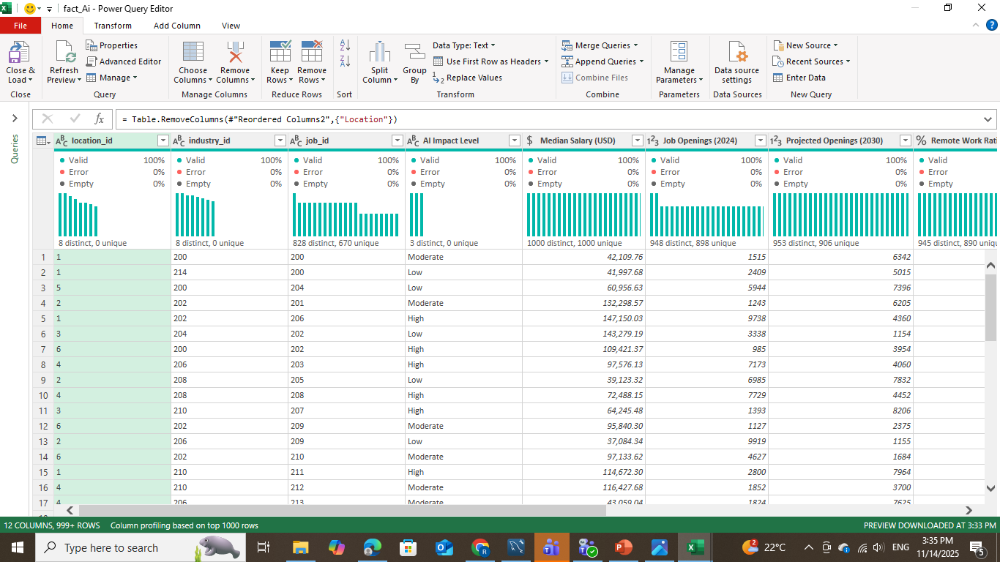 fact_Ai - Power Query Editor
File Home Transform Add Column View
Close & Load
Close
Refresh Preview
Properties
Advanced Editor
Manage
Query
Choose Columns
Remove Columns
Manage Columns
Keep Rows
Remove Rows
Reduce Rows
Sort
Split Column
Group By
Data Type: Text
Use First Row as Headers
Replace Values
Transform
Merge Queries
Append Queries
Combine Files
Combine
Manage Parameters
Parameters
Data source settings
Data Sources
New Source
Recent Sources
Enter Data
New Query
= Table.RemoveColumns(#"Reordered Columns2",{"Location"})
Queries
location_id industry_id job_id AI Impact Level $ Median Salary (USD) Job Openings (2024) Projected Openings (2030) % Remote Work Rati
Valid 100% Valid 100% Valid 100% Valid 100% Valid 100% Valid 100% Valid 100% Valid
Error 0% Error 0% Error 0% Error 0% Error 0% Error 0% Error 0% Error
Empty 0% Empty 0% Empty 0% Empty 0% Empty 0% Empty 0% Empty 0% Empty
8 distinct, 0 unique 8 distinct, 0 unique 828 distinct, 670 unique 3 distinct, 0 unique 1000 distinct, 1000 unique 948 distinct, 898 unique 953 distinct, 906 unique 945 distinct, 890 uniqu
1 1 200 200 Moderate 42,109.76 1515 6342
2 1 214 200 Low 41,997.68 2409 5015
3 5 200 204 Low 60,956.63 5944 7396
4 2 202 201 Moderate 132,298.57 1243 6205
5 1 202 206 High 147,150.03 9738 4360
6 3 204 202 Low 143,279.19 3338 1154
7 6 200 202 High 109,421.37 985 3954
8 4 206 203 High 97,576.13 7173 4060
9 2 208 205 Low 39,123.32 6985 7832
10 4 208 208 High 72,488.15 7729 4452
11 3 210 207 High 64,245.48 1393 8206
12 6 202 209 Moderate 95,840.30 1127 2375
13 2 206 209 Low 37,084.34 9919 1155
14 6 202 210 Moderate 97,133.62 4627 1684
15 1 210 211 High 114,672.30 2800 7964
16 4 210 212 Moderate 116,427.68 1852 3700
17 4 206 213 Moderate 43,059.04 1824 7625
12 COLUMNS, 999+ ROWS Column profiling based on top 1000 rows PREVIEW DOWNLOADED AT 3:33 PM
Type here to search
2
22°C
ENG
3:35 PM
11/14/2025
5